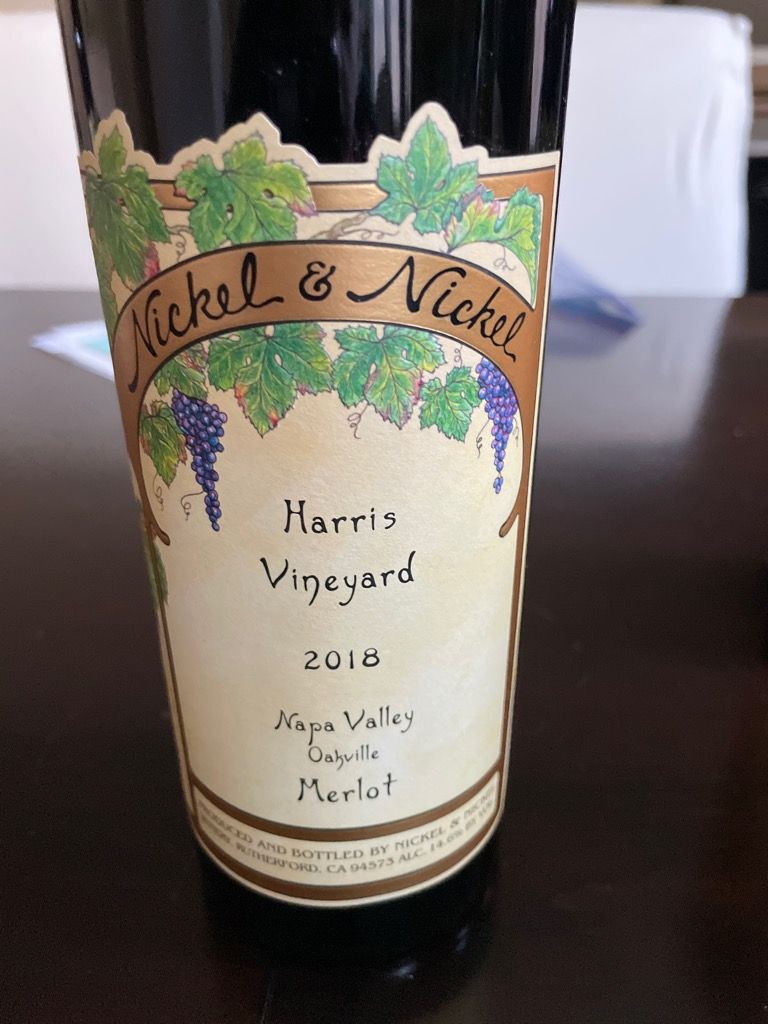 Nickel & Nickel
Harris
Vineyard
2018
Napa Valley
Oakville
Merlot
PRODUCED AND BOTTLED BY NICKEL & NICKEL
WINERY, RUTHERFORD, CA 94573 ALC. 14.6% BY VOL